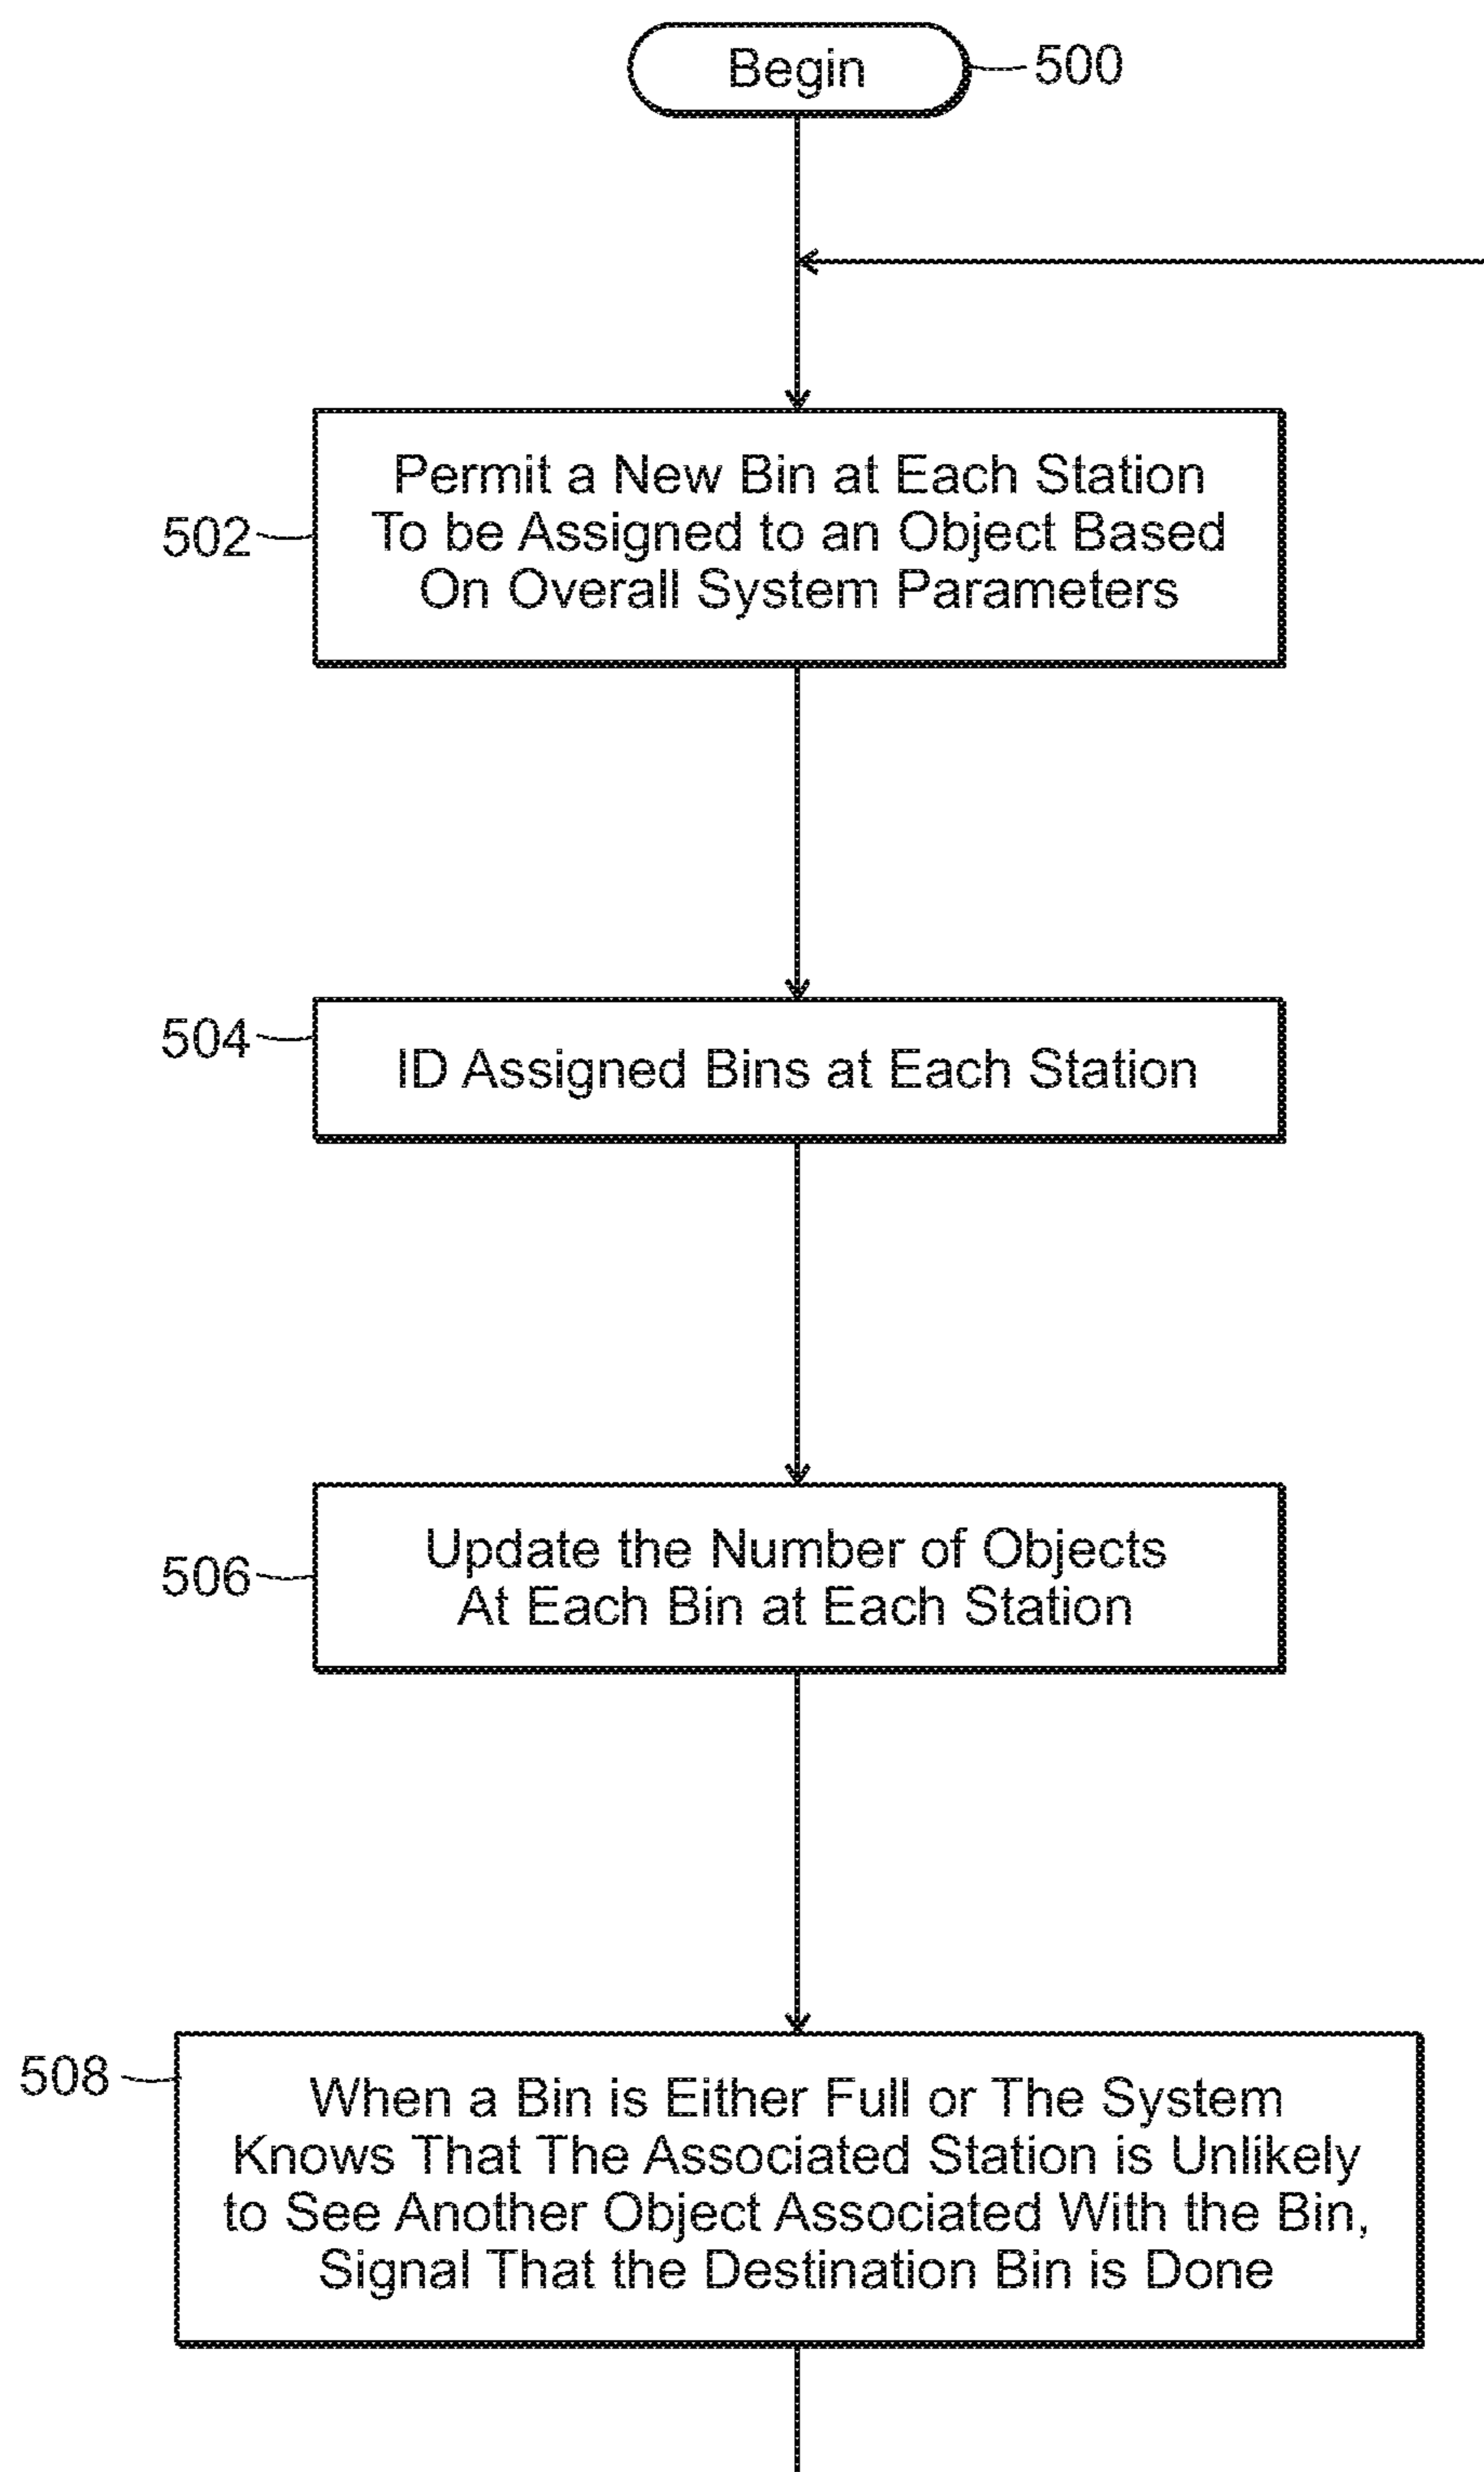 Begin
500
502
Permit a New Bin at Each Station
To be Assigned to an Object Based
On Overall System Parameters
504
ID Assigned Bins at Each Station
506
Update the Number of Objects
At Each Bin at Each Station
508
When a Bin is Either Full or The System
Knows That The Associated Station is Unlikely
to See Another Object Associated With the Bin,
Signal That the Destination Bin is Done